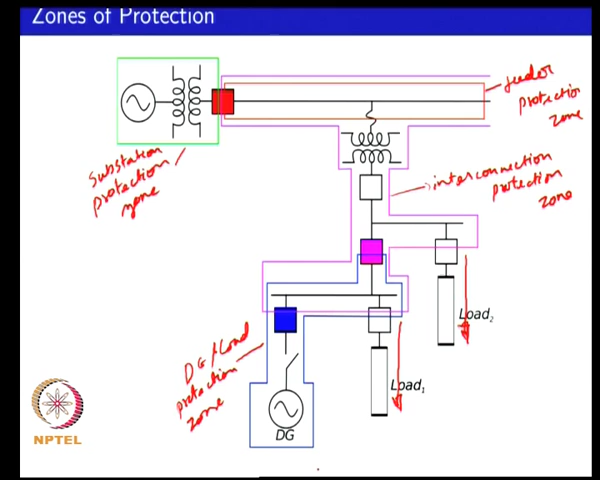 Zones of Protection
feeder
protection
zone
substation
protection
zone
interconnection
protection
zone
Load₂
DG / Load
protection
zone
Load₁
DG
NPTEL